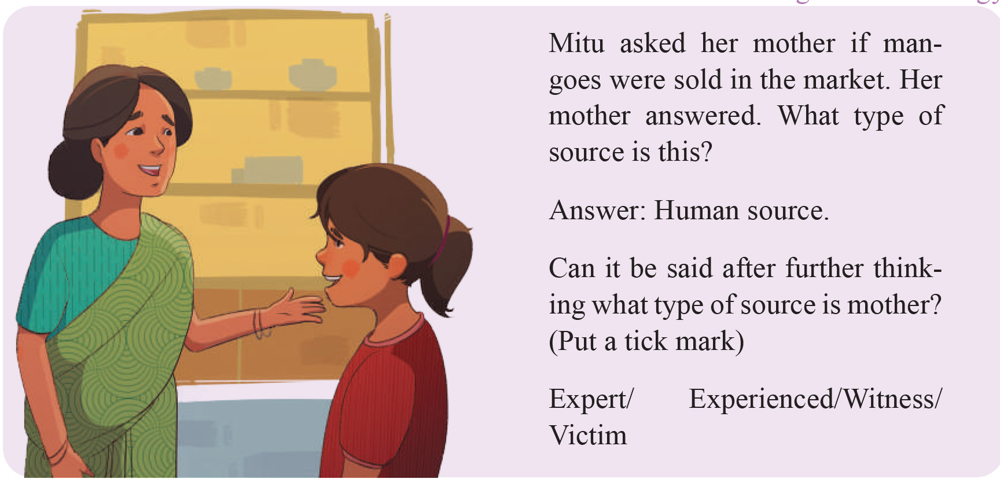 Mitu asked her mother if man-
goes were sold in the market. Her
mother answered. What type of
source is this?
Answer: Human source.
Can it be said after further think-
ing what type of source is mother?
(Put a tick mark)
Expert/ Experienced/Witness/
Victim